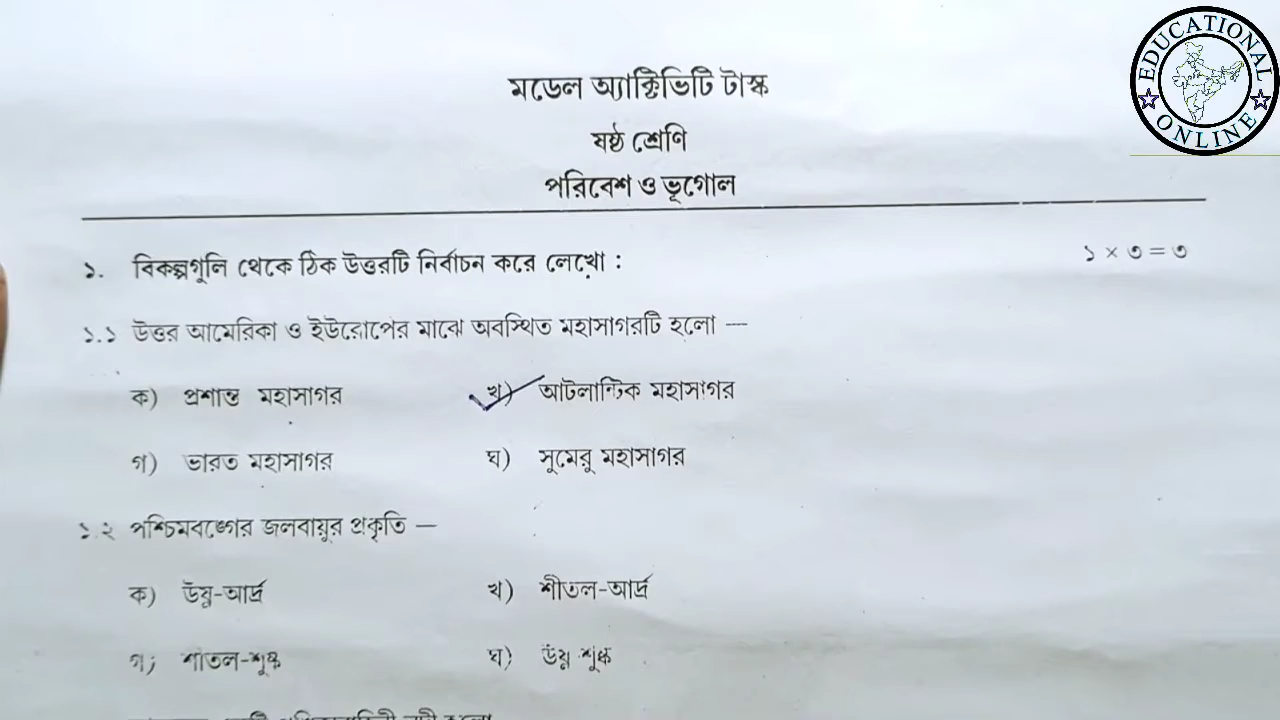 EDUCATIONAL
ONLINE
মডেল অ্যাক্টিভিটি টাস্ক
ষষ্ঠ শ্রেণি
পরিবেশ ও ভূগোল
১. বিকল্পগুলি থেকে ঠিক উত্তরটি নির্বাচন করে লেখো : ১ × ৩ = ৩
১.১ উত্তর আমেরিকা ও ইউরোপের মাঝে অবস্থিত মহাসাগরটি হলো —
ক) প্রশান্ত মহাসাগর খ) আটলান্টিক মহাসাগর
গ) ভারত মহাসাগর ঘ) সুমেরু মহাসাগর
১.২ পশ্চিমবঙ্গের জলবায়ুর প্রকৃতি —
ক) উষ্ণ-আর্দ্র খ) শীতল-আর্দ্র
গ) শীতল-শুষ্ক ঘ) উষ্ণ শুষ্ক